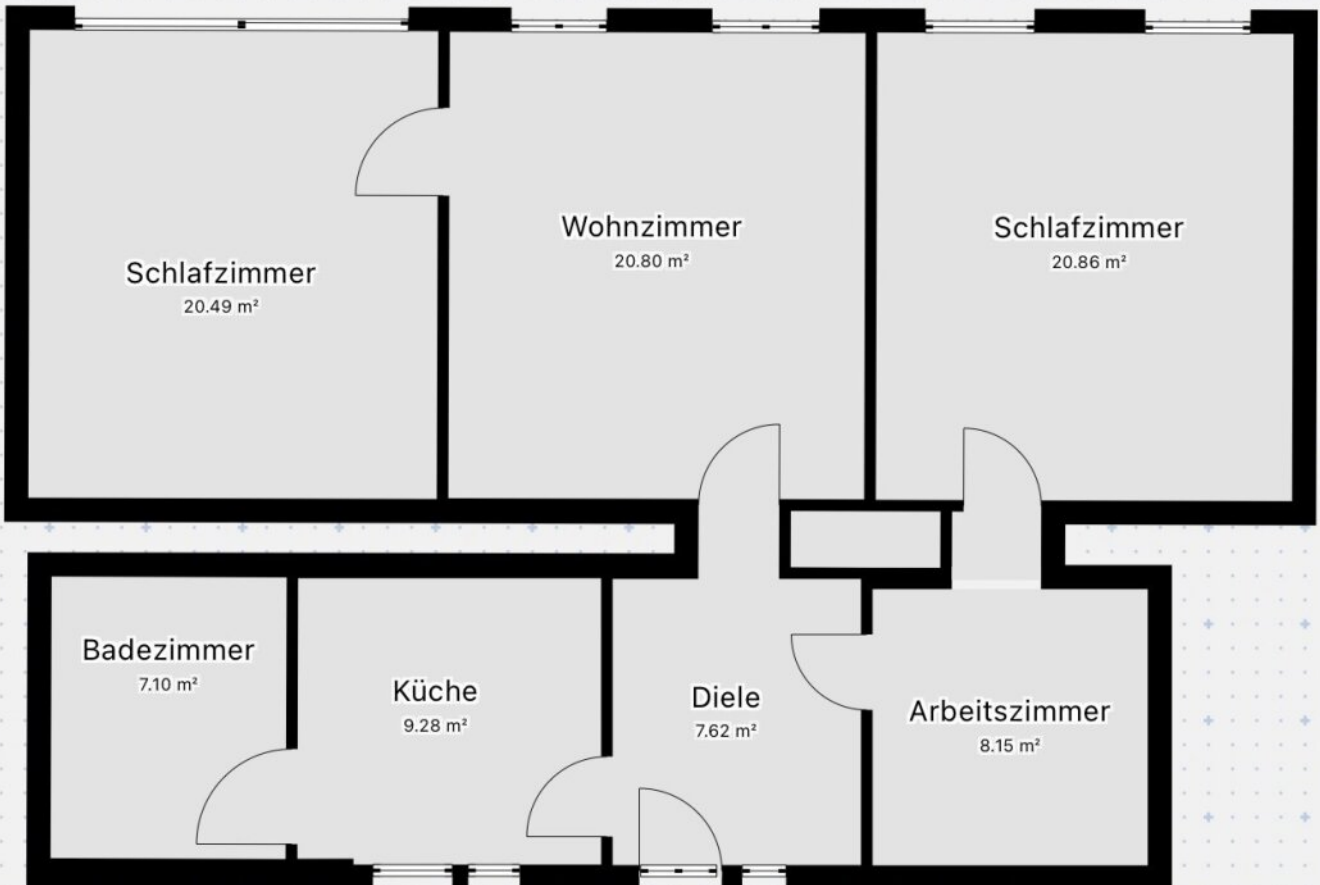 Schlafzimmer
20.49 m²
Wohnzimmer
20.80 m²
Schlafzimmer
20.86 m²
Badezimmer
7.10 m²
Küche
9.28 m²
Diele
7.62 m²
Arbeitszimmer
8.15 m²